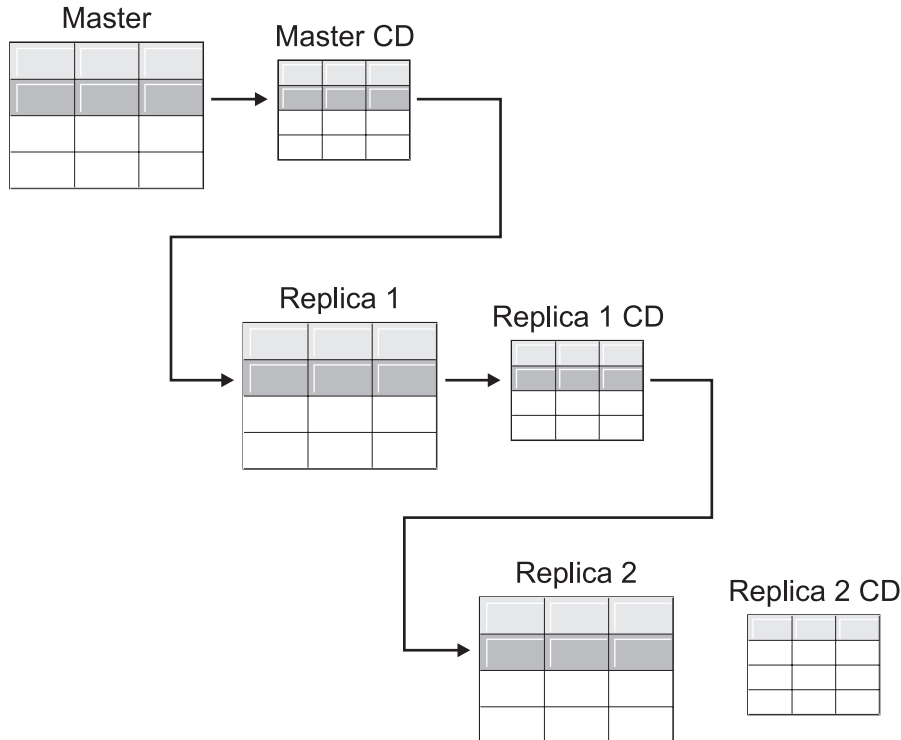 Master
Master CD
Replica 1
Replica 1 CD
Replica 2
Replica 2 CD